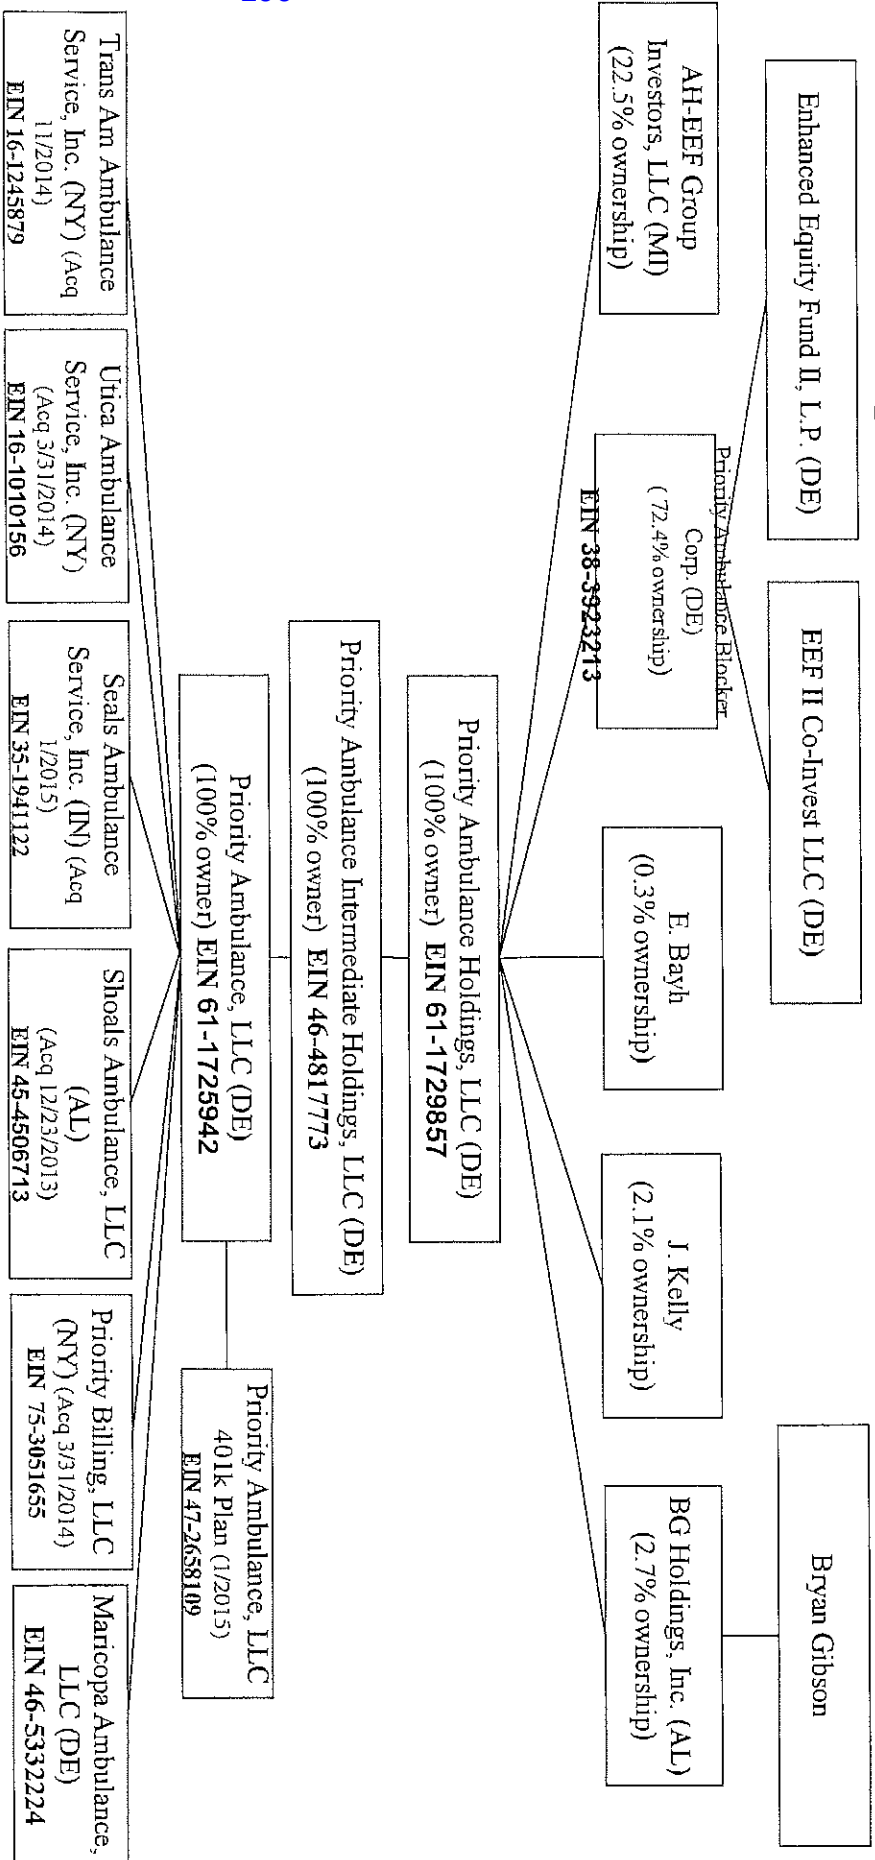 Enhanced Equity Fund II, L.P. (DE)
EEF II Co-Invest LLC (DE)
Bryan Gibson
AH-EEF Group
Investors, LLC (MI)
(22.5% ownership)
Priority Ambulance Blocker
Corp. (DE)
( 72.4% ownership)
EIN 38-3923213
E. Bayh
(0.3% ownership)
J. Kelly
(2.1% ownership)
BG Holdings, Inc. (AL)
(2.7% ownership)
Priority Ambulance Holdings, LLC (DE)
(100% owner) EIN 61-1729857
Priority Ambulance Intermediate Holdings, LLC (DE)
(100% owner) EIN 46-4817773
Priority Ambulance, LLC (DE)
(100% owner) EIN 61-1725942
Priority Ambulance, LLC
401k Plan (1/2015)
EIN 47-2658109
Trans Am Ambulance
Service, Inc. (NY) (Acq
11/2014)
EIN 16-1245879
Utica Ambulance
Service, Inc. (NY)
(Acq 3/31/2014)
EIN 16-1010156
Seals Ambulance
Service, Inc. (IN) (Acq
1/2015)
EIN 35-1941122
Shoals Ambulance, LLC
(AL)
(Acq 12/23/2013)
EIN 45-4506713
Priority Billing, LLC
(NY) (Acq 3/31/2014)
EIN 75-3051655
Maricopa Ambulance,
LLC (DE)
EIN 46-5332224